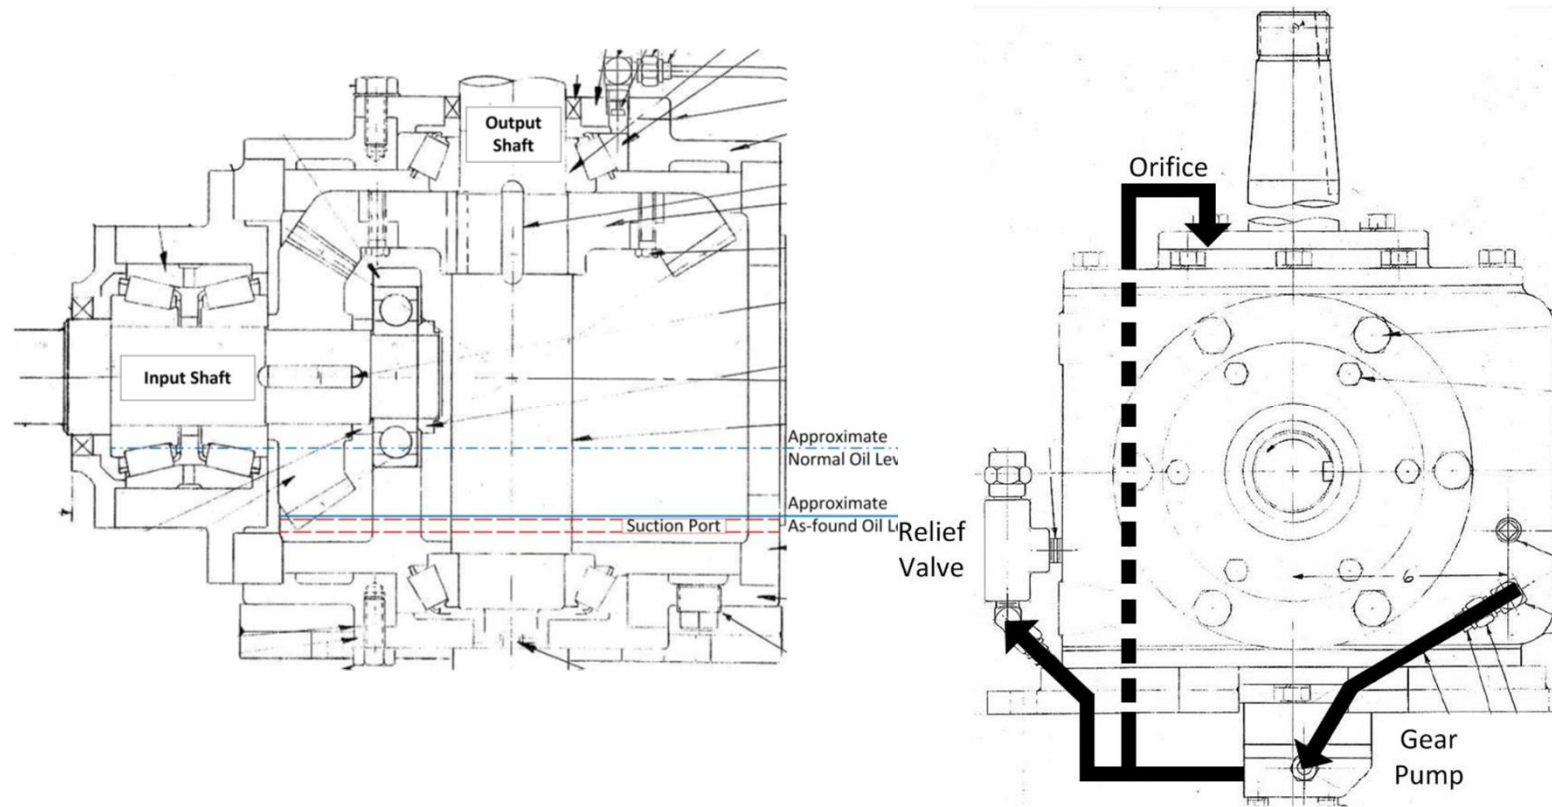 Output
Shaft
Input Shaft
Approximate
Normal Oil Lev
Approximate
As-found Oil Le
Suction Port
Orifice
Relief
Valve
6
Gear
Pump